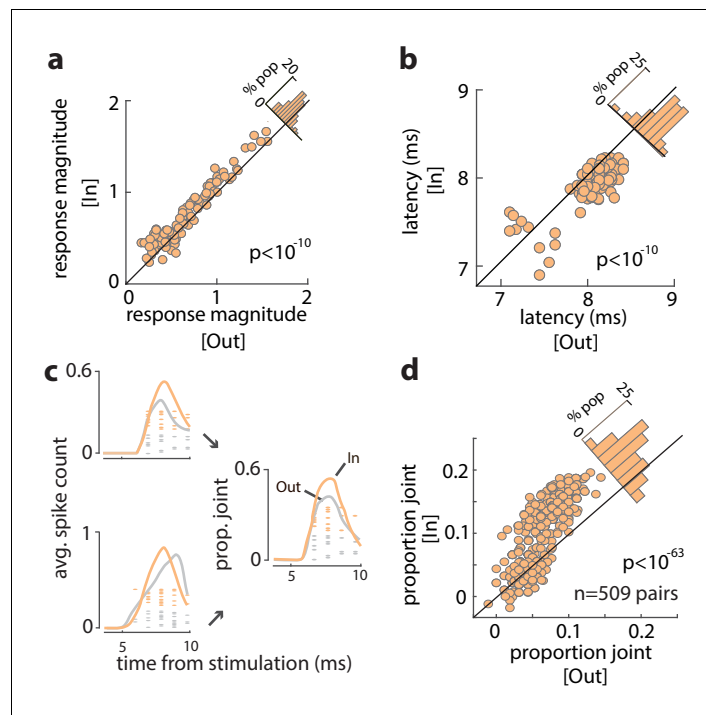 a
% pop
0
20
response magnitude
[In]
2
1
0
0
1
2
p<10⁻¹⁰
response magnitude
[Out]
b
% pop
0
25
latency (ms)
[In]
9
8
7
7
8
9
p<10⁻¹⁰
latency (ms)
[Out]
c
avg. spike count
0.6
0
1
0
5
10
time from stimulation (ms)
prop. joint
0.6
0
In
Out
5
10
d
% pop
0
25
proportion joint
[In]
0.2
0.1
0
0
0.1
0.2
p<10⁻⁶³
n=509 pairs
proportion joint
[Out]